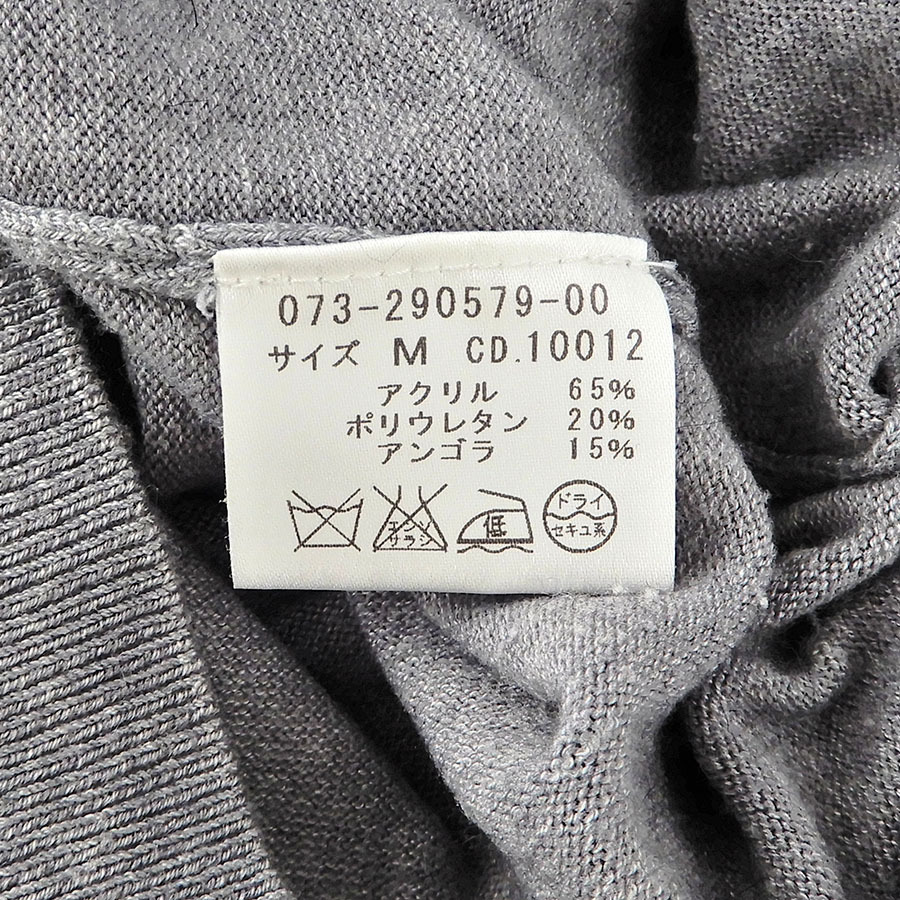 073-290579-00
サイズ M CD.10012
アクリル 65%
ポリウレタン 20%
アンゴラ 15%
エンソ
サラシ
低
ドライ
セキユ系